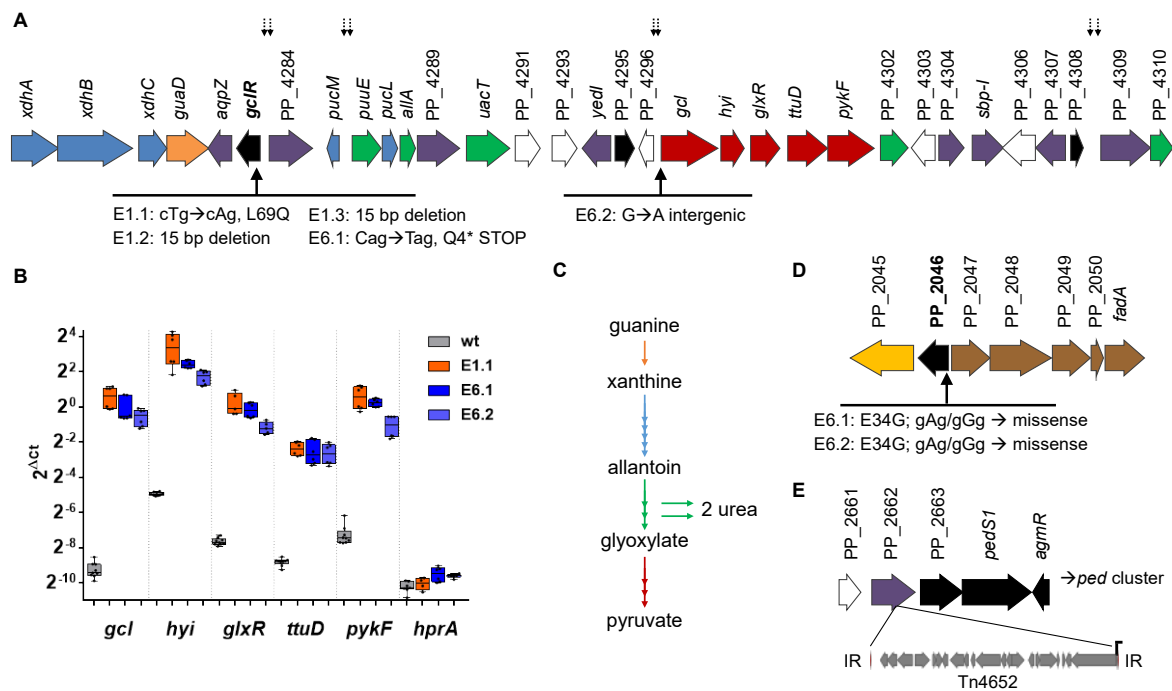 A
xdhA
xdhB
xdhC
guaD
aqpZ
gclR
PP_4284
pucM
puuE
pucL
allA
PP_4289
uacT
PP_4291
PP_4293
yedI
PP_4295
PP_4296
gcl
hyi
glxR
ttuD
pykF
PP_4302
PP_4303
PP_4304
sbp-I
PP_4306
PP_4307
PP_4308
PP_4309
PP_4310
E1.1: cTg→cAg, L69Q
E1.2: 15 bp deletion
E1.3: 15 bp deletion
E6.1: Cag→Tag, Q4* STOP
E6.2: G→A intergenic
B
2^Δct
2^4
2^2
2^0
2^-2
2^-4
2^-6
2^-8
2^-10
wt
E1.1
E6.1
E6.2
gcl hyi glxR ttuD pykF hprA
C
guanine
xanthine
allantoin
2 urea
glyoxylate
pyruvate
D
PP_2045
PP_2046
PP_2047
PP_2048
PP_2049
PP_2050
fadA
E6.1: E34G; gAg/gGg → missense
E6.2: E34G; gAg/gGg → missense
E
PP_2661
PP_2662
PP_2663
pedS1
agmR
→ped cluster
IR
IR
Tn4652